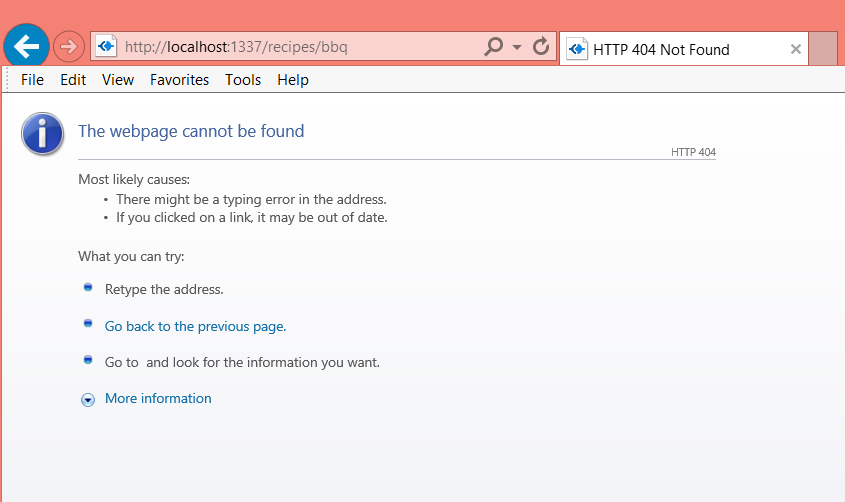 http://localhost:1337/recipes/bbq
HTTP 404 Not Found
File Edit View Favorites Tools Help
The webpage cannot be found
HTTP 404
Most likely causes:
• There might be a typing error in the address.
• If you clicked on a link, it may be out of date.
What you can try:
Retype the address.
Go back to the previous page.
Go to  and look for the information you want.
More information